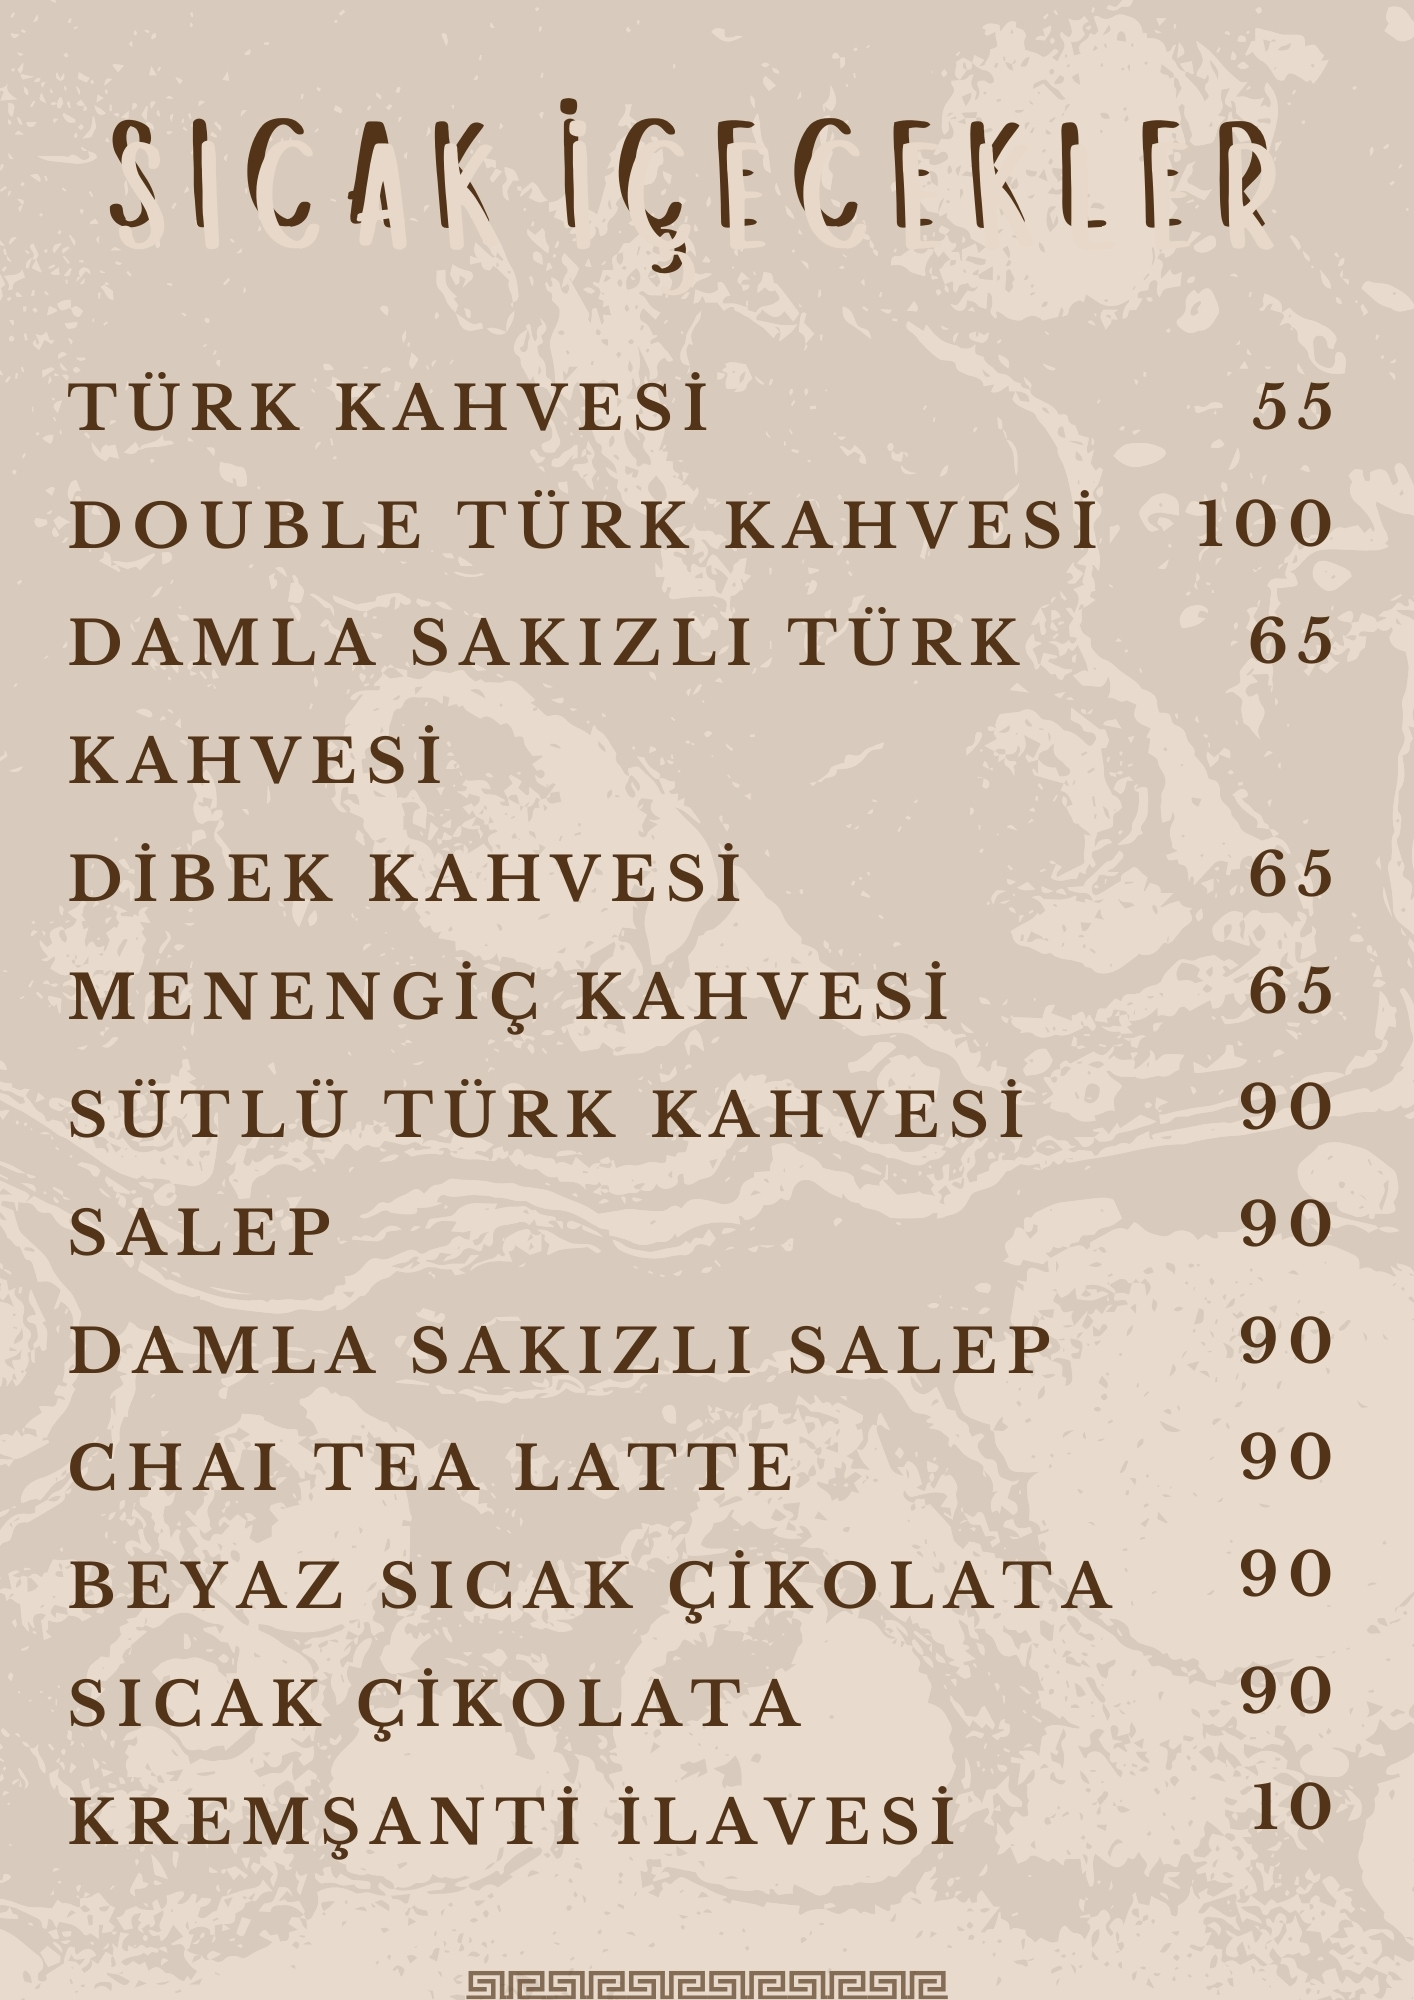 SICAK İÇECEKLER
TÜRK KAHVESİ 55
DOUBLE TÜRK KAHVESİ 100
DAMLA SAKIZLI TÜRK 65
KAHVESİ
DİBEK KAHVESİ 65
MENENGİÇ KAHVESİ 65
SÜTLÜ TÜRK KAHVESİ 90
SALEP 90
DAMLA SAKIZLI SALEP 90
CHAI TEA LATTE 90
BEYAZ SICAK ÇİKOLATA 90
SICAK ÇİKOLATA 90
KREMŞANTİ İLAVESİ 10